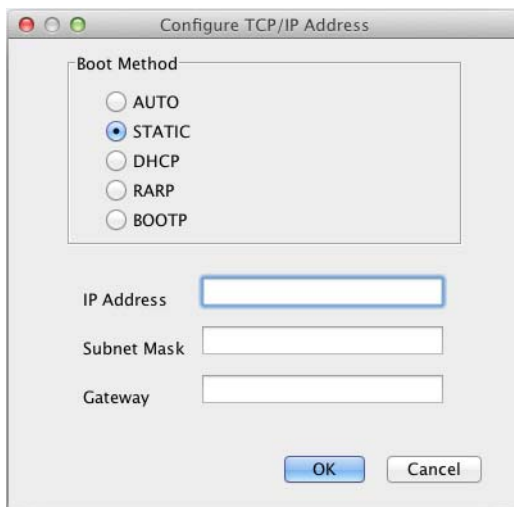 Configure TCP/IP Address
Boot Method
AUTO
STATIC
DHCP
RARP
BOOTP
IP Address
Subnet Mask
Gateway
OK Cancel